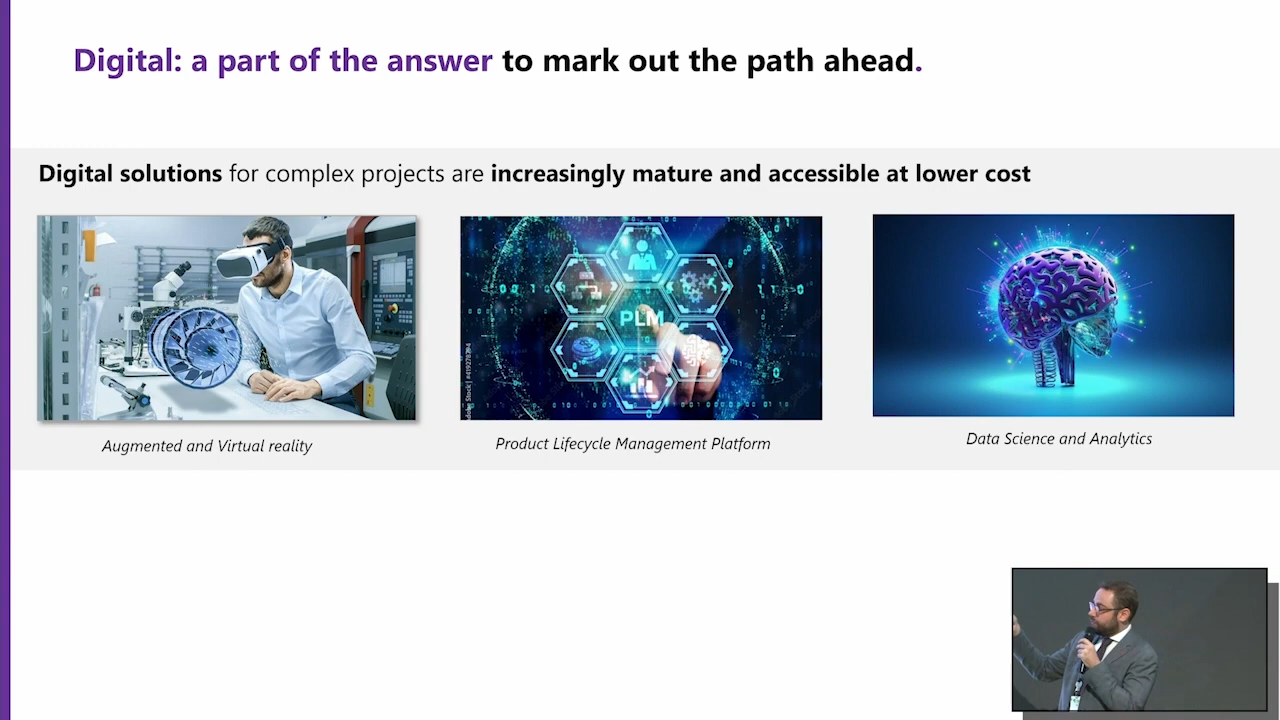 Digital: a part of the answer to mark out the path ahead.
Digital solutions for complex projects are increasingly mature and accessible at lower cost
PLM
Augmented and Virtual reality
Product Lifecycle Management Platform
Data Science and Analytics